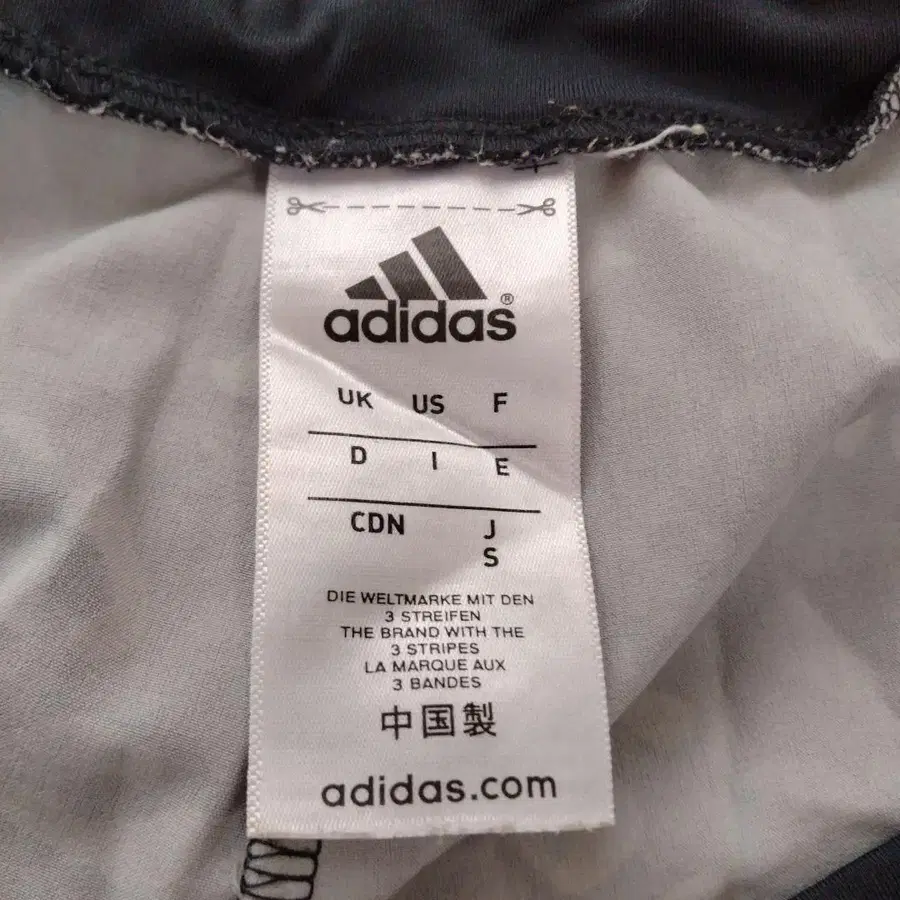 adidas®
UK US F
D I E
CDN J
S
DIE WELTMARKE MIT DEN
3 STREIFEN
THE BRAND WITH THE
3 STRIPES
LA MARQUE AUX
3 BANDES
中国製
adidas.com